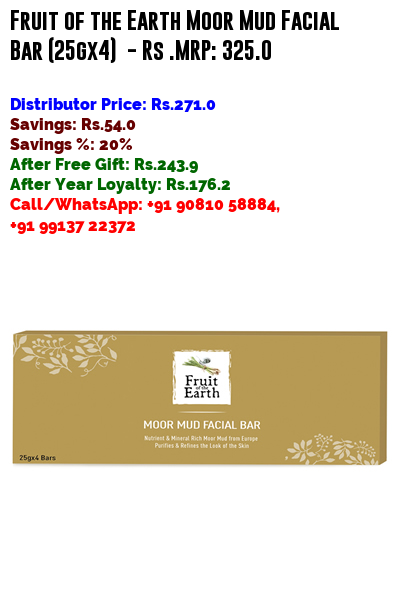 Fruit of the Earth Moor Mud Facial
Bar (25gx4) - Rs .MRP: 325.0
Distributor Price: Rs.271.0
Savings: Rs.54.0
Savings %: 20%
After Free Gift: Rs.243.9
After Year Loyalty: Rs.176.2
Call/WhatsApp: +91 90810 58884,
+91 99137 22372
Fruit
of the
Earth
MOOR MUD FACIAL BAR
Nutrient & Mineral Rich Moor Mud from Europe
Purifies & Refines the Look of the Skin
25gx4 Bars